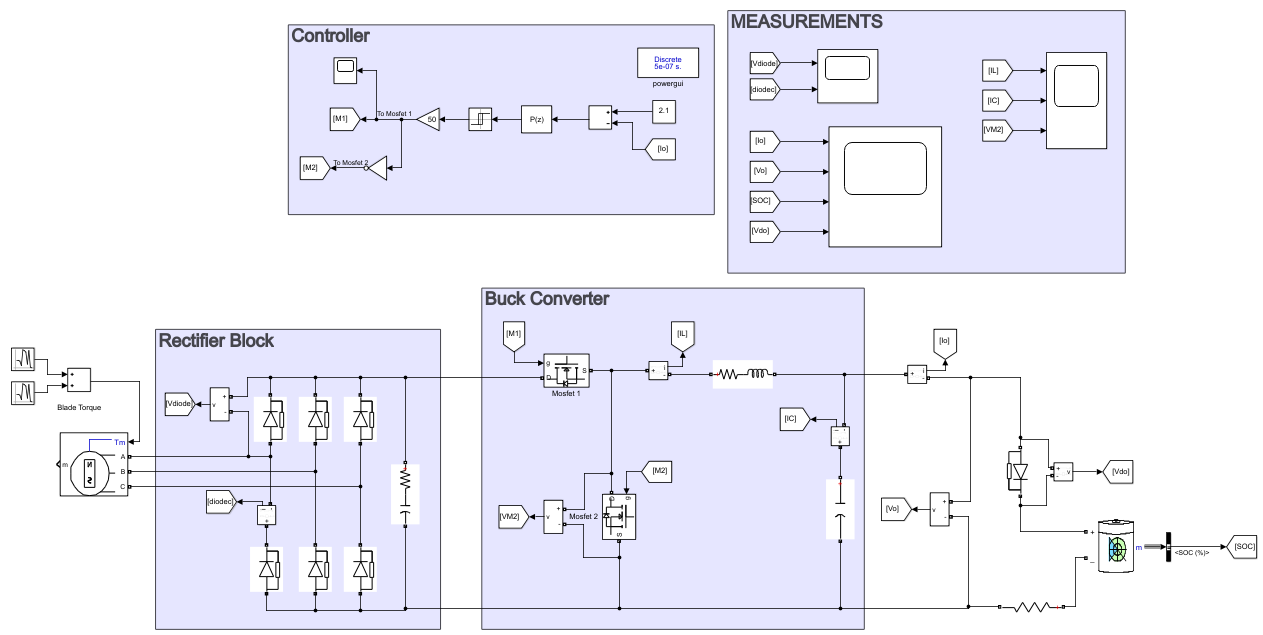 Controller
Discrete
5e-07 s.
powergui
To Mosfet 1
[M1]
50
P(z)
+
−
2.1
[Io]
To Mosfet 2
[M2]
MEASUREMENTS
[Vdiode]
[diodec]
[Io]
[Vo]
[SOC]
[Vdo]
[IL]
[IC]
[VM2]
Blade Torque
Tm
m
A
B
C
N
S
Rectifier Block
[Vdiode]
v
+
-
[diodec]
i
+
-
Buck Converter
[M1]
g
D
S
Mosfet 1
[IL]
+
i
-
[IC]
i
+
-
[M2]
[VM2]
v
+
-
Mosfet 2
D
g
S
[Io]
+
i
-
[Vo]
v
+
-
+
-
v
[Vdo]
+
_
m
<SOC (%)>
[SOC]